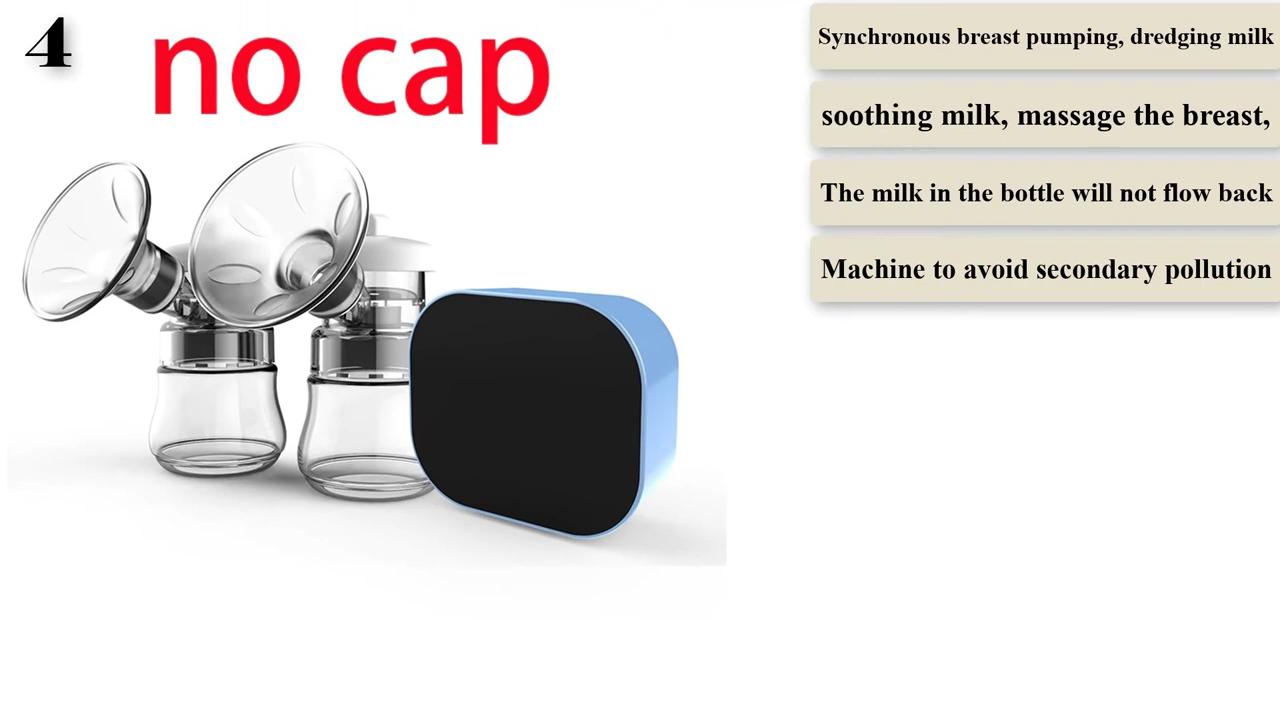 4
no cap
Synchronous breast pumping, dredging milk
soothing milk, massage the breast,
The milk in the bottle will not flow back
Machine to avoid secondary pollution